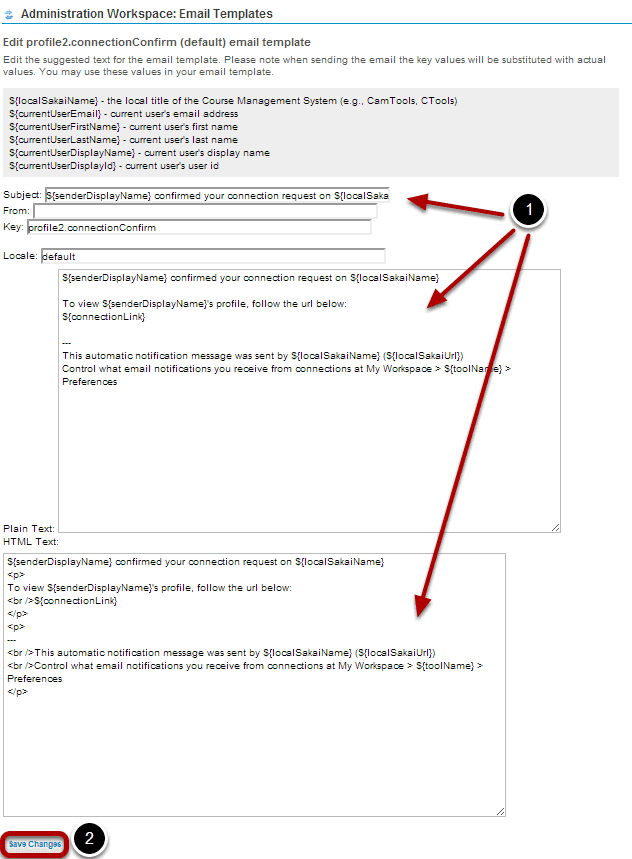 Administration Workspace: Email Templates
Edit profile2.connectionConfirm (default) email template
Edit the suggested text for the email template. Please note when sending the email the key values will be substituted with actual
values. You may use these values in your email template.
${localSakaiName} - the local title of the Course Management System (e.g., CamTools, CTools)
${currentUserEmail} - current user's email address
${currentUserFirstName} - current user's first name
${currentUserLastName} - current user's last name
${currentUserDisplayName} - current user's display name
${currentUserDisplayId} - current user's user id
Subject: ${senderDisplayName} confirmed your connection request on ${localSaka
1
From:
Key: profile2.connectionConfirm
Locale: default
${senderDisplayName} confirmed your connection request on ${localSakaiName}
To view ${senderDisplayName}'s profile, follow the url below:
${connectionLink}
---
This automatic notification message was sent by ${localSakaiName} (${localSakaiUrl})
Control what email notifications you receive from connections at My Workspace > ${toolName} >
Preferences
Plain Text:
HTML Text:
${senderDisplayName} confirmed your connection request on ${localSakaiName}
<p>
To view ${senderDisplayName}'s profile, follow the url below:
<br />${connectionLink}
</p>
<p>
---
<br />This automatic notification message was sent by ${localSakaiName} (${localSakaiUrl})
<br />Control what email notifications you receive from connections at My Workspace > ${toolName} >
Preferences
</p>
Save Changes
2